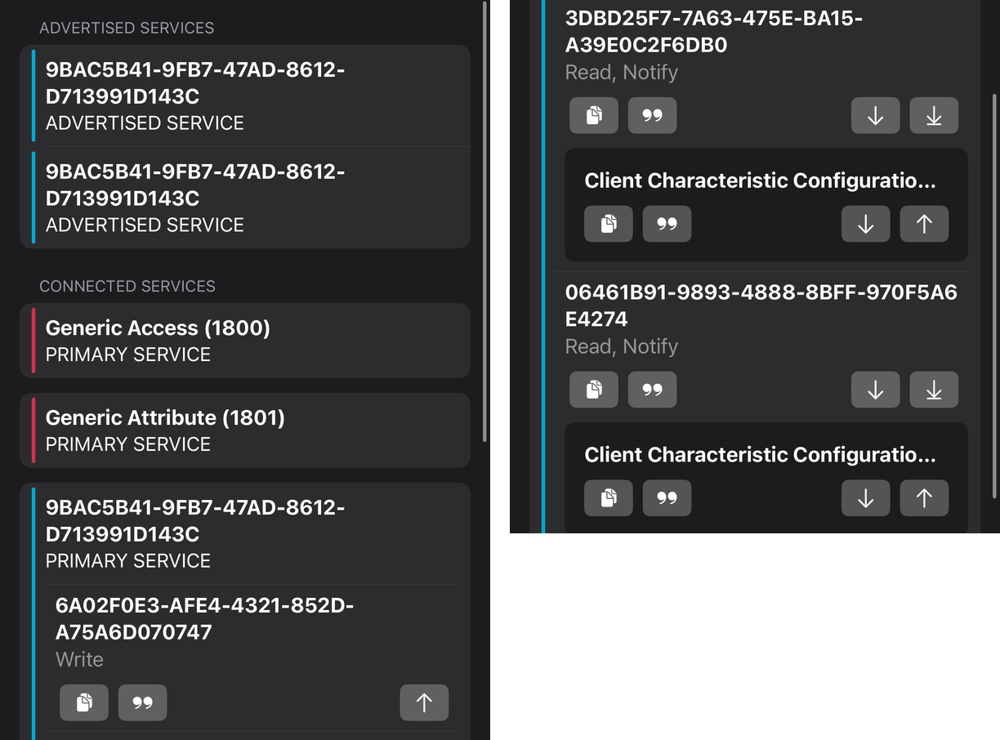 ADVERTISED SERVICES
9BAC5B41-9FB7-47AD-8612-
D713991D143C
ADVERTISED SERVICE
9BAC5B41-9FB7-47AD-8612-
D713991D143C
ADVERTISED SERVICE
CONNECTED SERVICES
Generic Access (1800)
PRIMARY SERVICE
Generic Attribute (1801)
PRIMARY SERVICE
9BAC5B41-9FB7-47AD-8612-
D713991D143C
PRIMARY SERVICE
6A02F0E3-AFE4-4321-852D-
A75A6D070747
Write
3DBD25F7-7A63-475E-BA15-
A39E0C2F6DB0
Read, Notify
Client Characteristic Configuratio...
06461B91-9893-4888-8BFF-970F5A6
E4274
Read, Notify
Client Characteristic Configuratio...